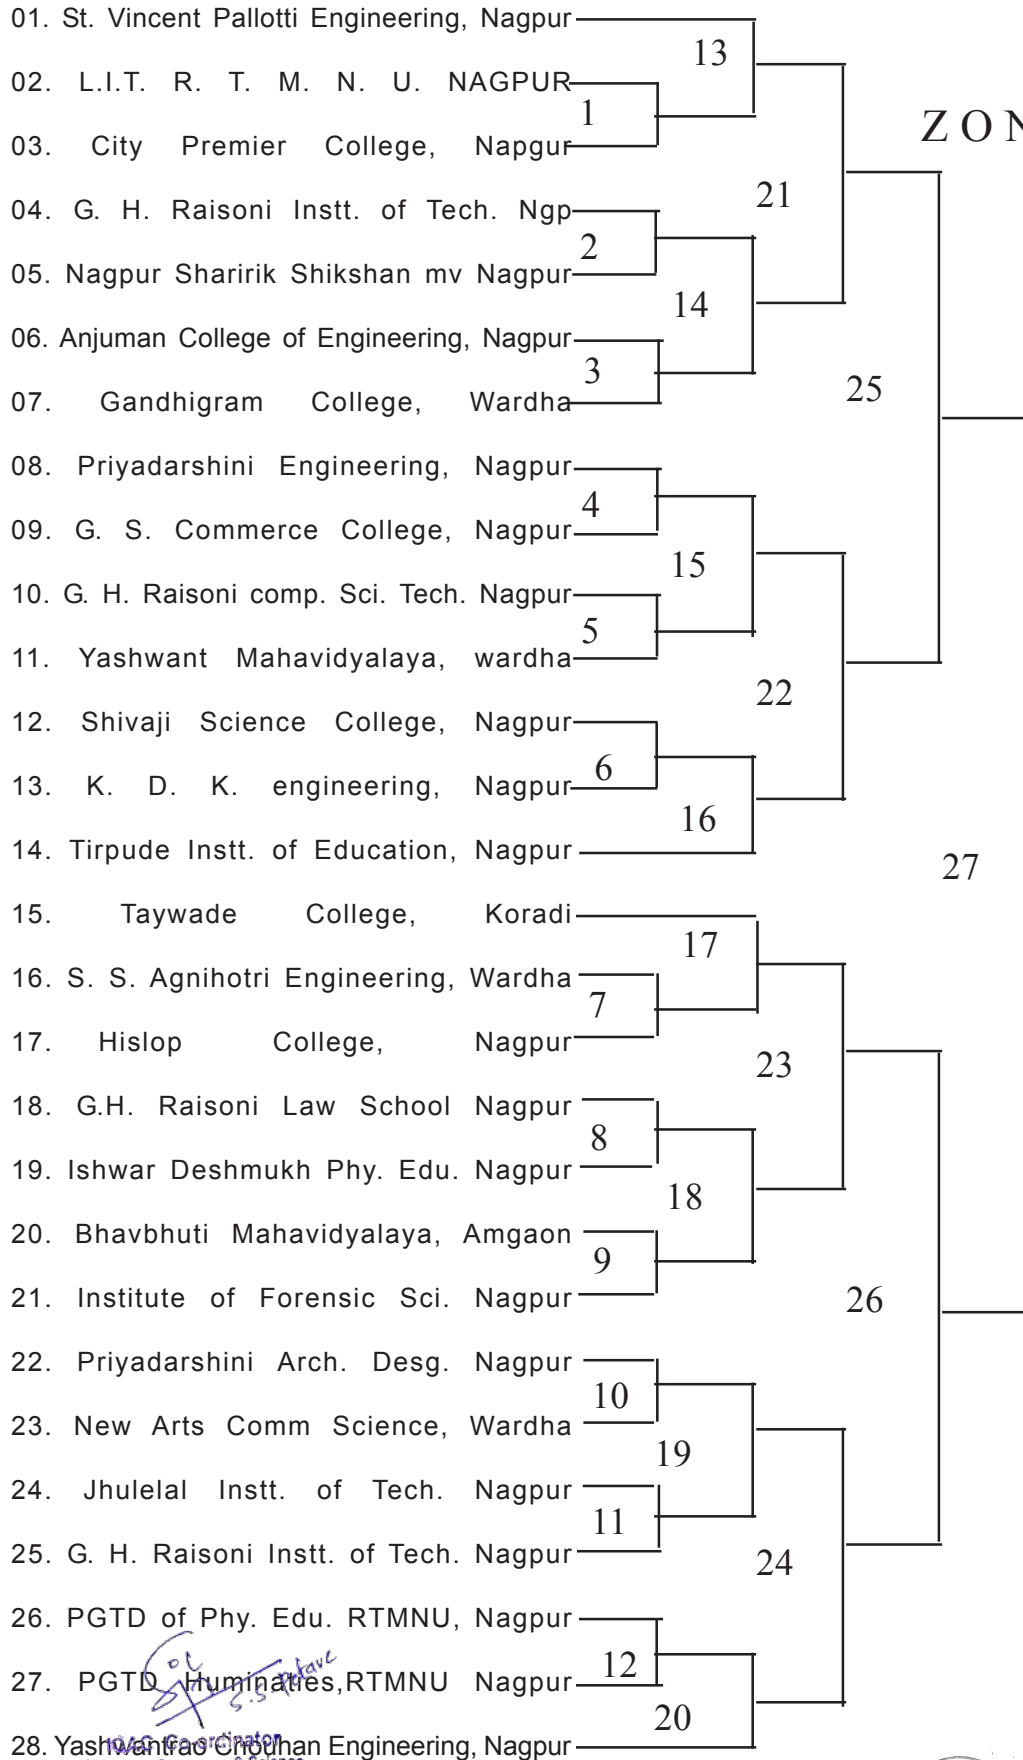 01. St. Vincent Pallotti Engineering, Nagpur
13
02. L.I.T. R. T. M. N. U. NAGPUR
1
ZON
03. City Premier College, Napgur
21
04. G. H. Raisoni Instt. of Tech. Ngp
2
05. Nagpur Sharirik Shikshan mv Nagpur
14
06. Anjuman College of Engineering, Nagpur
3
25
07. Gandhigram College, Wardha
08. Priyadarshini Engineering, Nagpur
4
09. G. S. Commerce College, Nagpur
15
10. G. H. Raisoni comp. Sci. Tech. Nagpur
5
11. Yashwant Mahavidyalaya, wardha
22
12. Shivaji Science College, Nagpur
6
13. K. D. K. engineering, Nagpur
16
14. Tirpude Instt. of Education, Nagpur
27
15. Taywade College, Koradi
17
16. S. S. Agnihotri Engineering, Wardha
7
17. Hislop College, Nagpur
23
18. G.H. Raisoni Law School Nagpur
8
19. Ishwar Deshmukh Phy. Edu. Nagpur
18
20. Bhavbhuti Mahavidyalaya, Amgaon
9
21. Institute of Forensic Sci. Nagpur
26
22. Priyadarshini Arch. Desg. Nagpur
10
23. New Arts Comm Science, Wardha
19
24. Jhulelal Instt. of Tech. Nagpur
11
25. G. H. Raisoni Instt. of Tech. Nagpur
24
26. PGTD of Phy. Edu. RTMNU, Nagpur
12
27. PGTD Huminaties,RTMNU Nagpur
S.S
20
IQAC Co-ordinator
28. Yashwantrao Chouhan Engineering, Nagpur